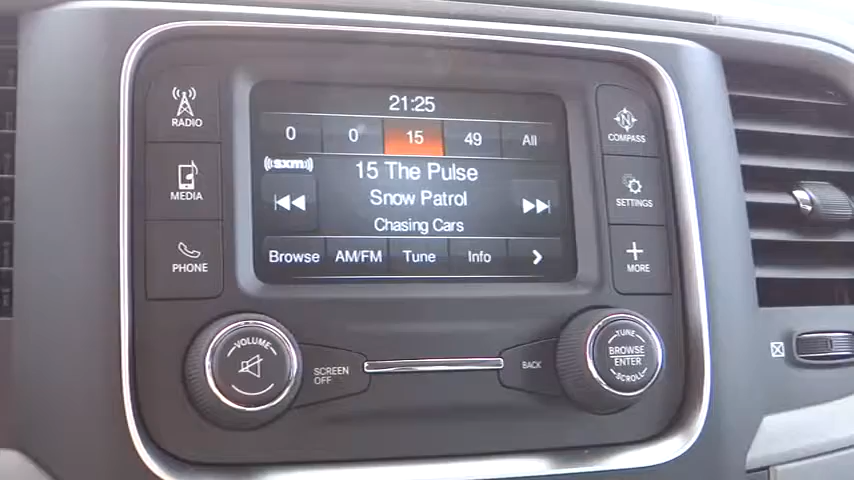 21:25
0 0 15 49 All
((sxm))
15 The Pulse
Snow Patrol
Chasing Cars
Browse AM/FM Tune Info
RADIO
MEDIA
PHONE
N
COMPASS
SETTINGS
MORE
VOLUME
SCREEN
OFF
BACK
TUNE
BROWSE
ENTER
SCROLL